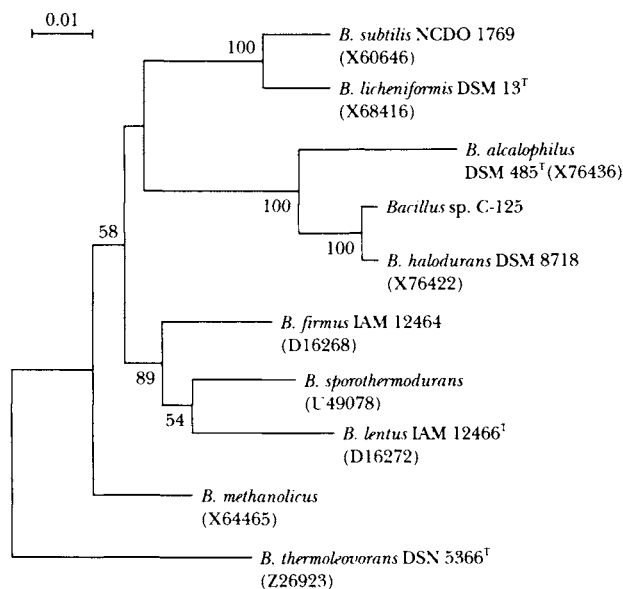 0.01
100
B. subtilis NCDO 1769
(X60646)
B. licheniformis DSM 13ᵀ
(X68416)
B. alcalophilus
DSM 485ᵀ (X76436)
100
Bacillus sp. C-125
100
B. halodurans DSM 8718
(X76422)
58
B. firmus IAM 12464
(D16268)
89
B. sporothermodurans
(U49078)
54
B. lentus IAM 12466ᵀ
(D16272)
B. methanolicus
(X64465)
B. thermoleovorans DSN 5366ᵀ
(Z26923)